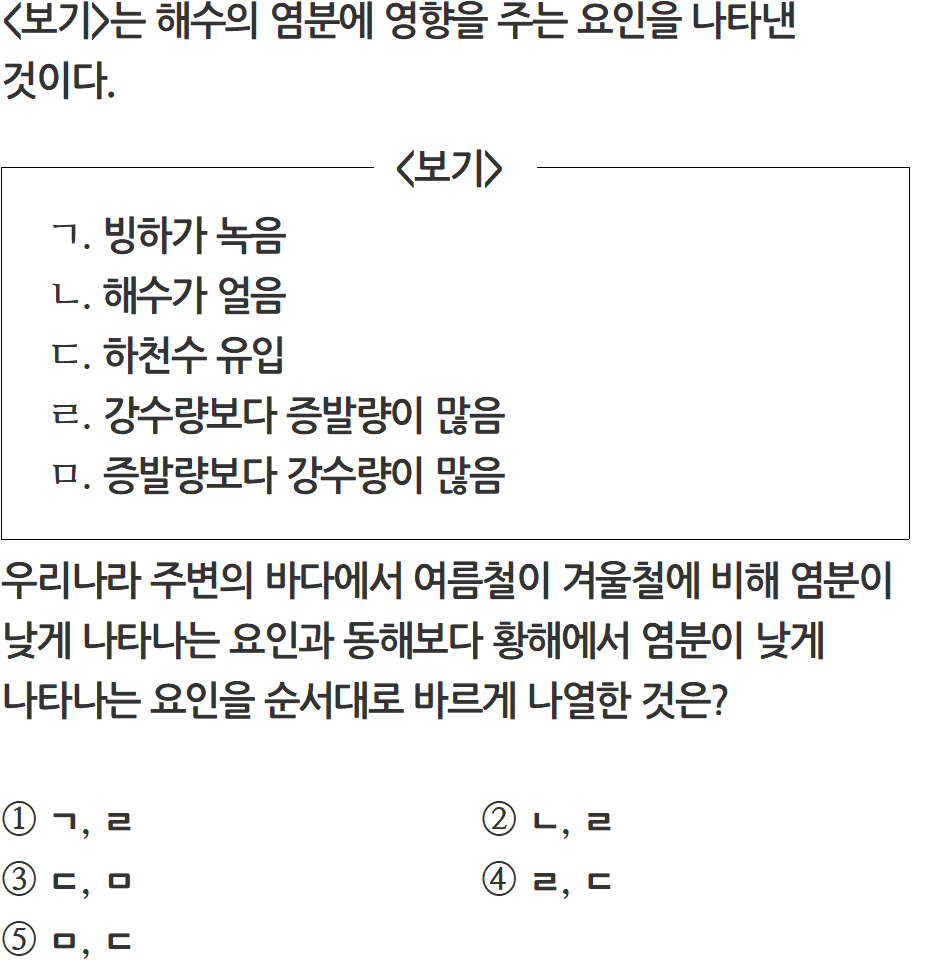 <보기>는 해수의 염분에 영향을 주는 요인을 나타낸
것이다.
<보기>
ㄱ. 빙하가 녹음
ㄴ. 해수가 얼음
ㄷ. 하천수 유입
ㄹ. 강수량보다 증발량이 많음
ㅁ. 증발량보다 강수량이 많음
우리나라 주변의 바다에서 여름철이 겨울철에 비해 염분이
낮게 나타나는 요인과 동해보다 황해에서 염분이 낮게
나타나는 요인을 순서대로 바르게 나열한 것은?
① ㄱ, ㄹ
② ㄴ, ㄹ
③ ㄷ, ㅁ
④ ㄹ, ㄷ
⑤ ㅁ, ㄷ